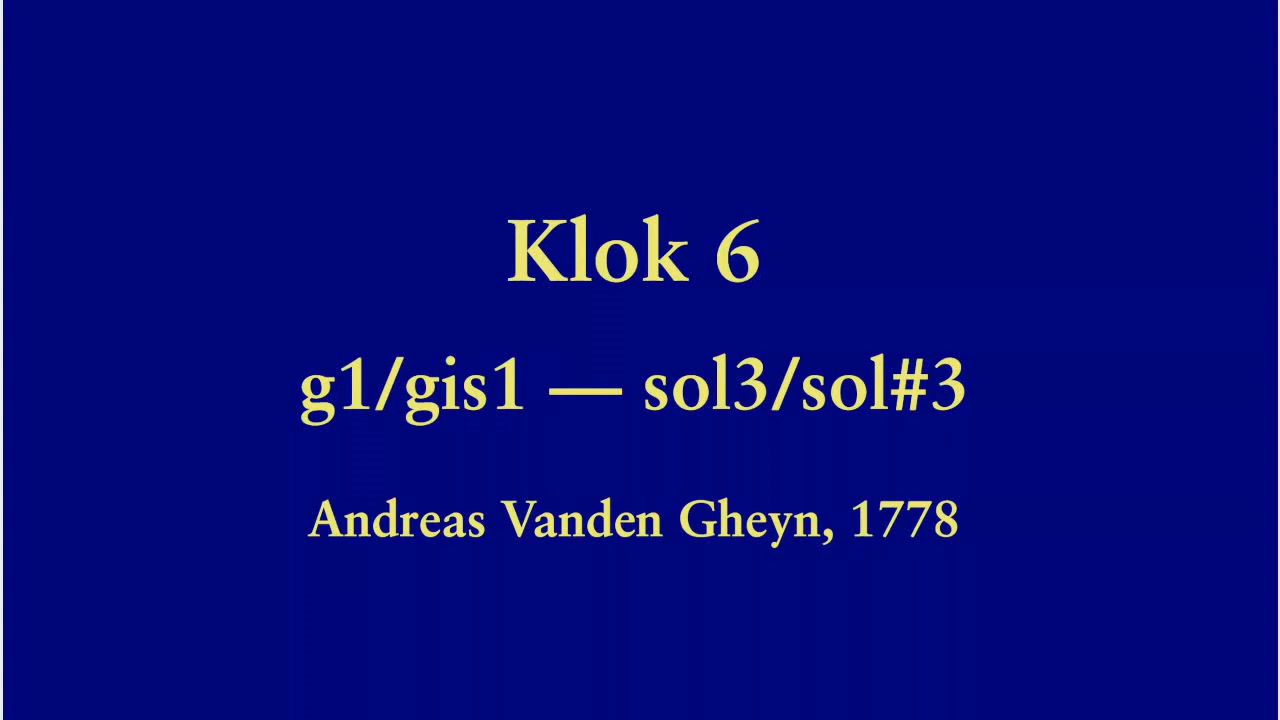 Klok 6
g1/gis1 — sol3/sol#3
Andreas Vanden Gheyn, 1778